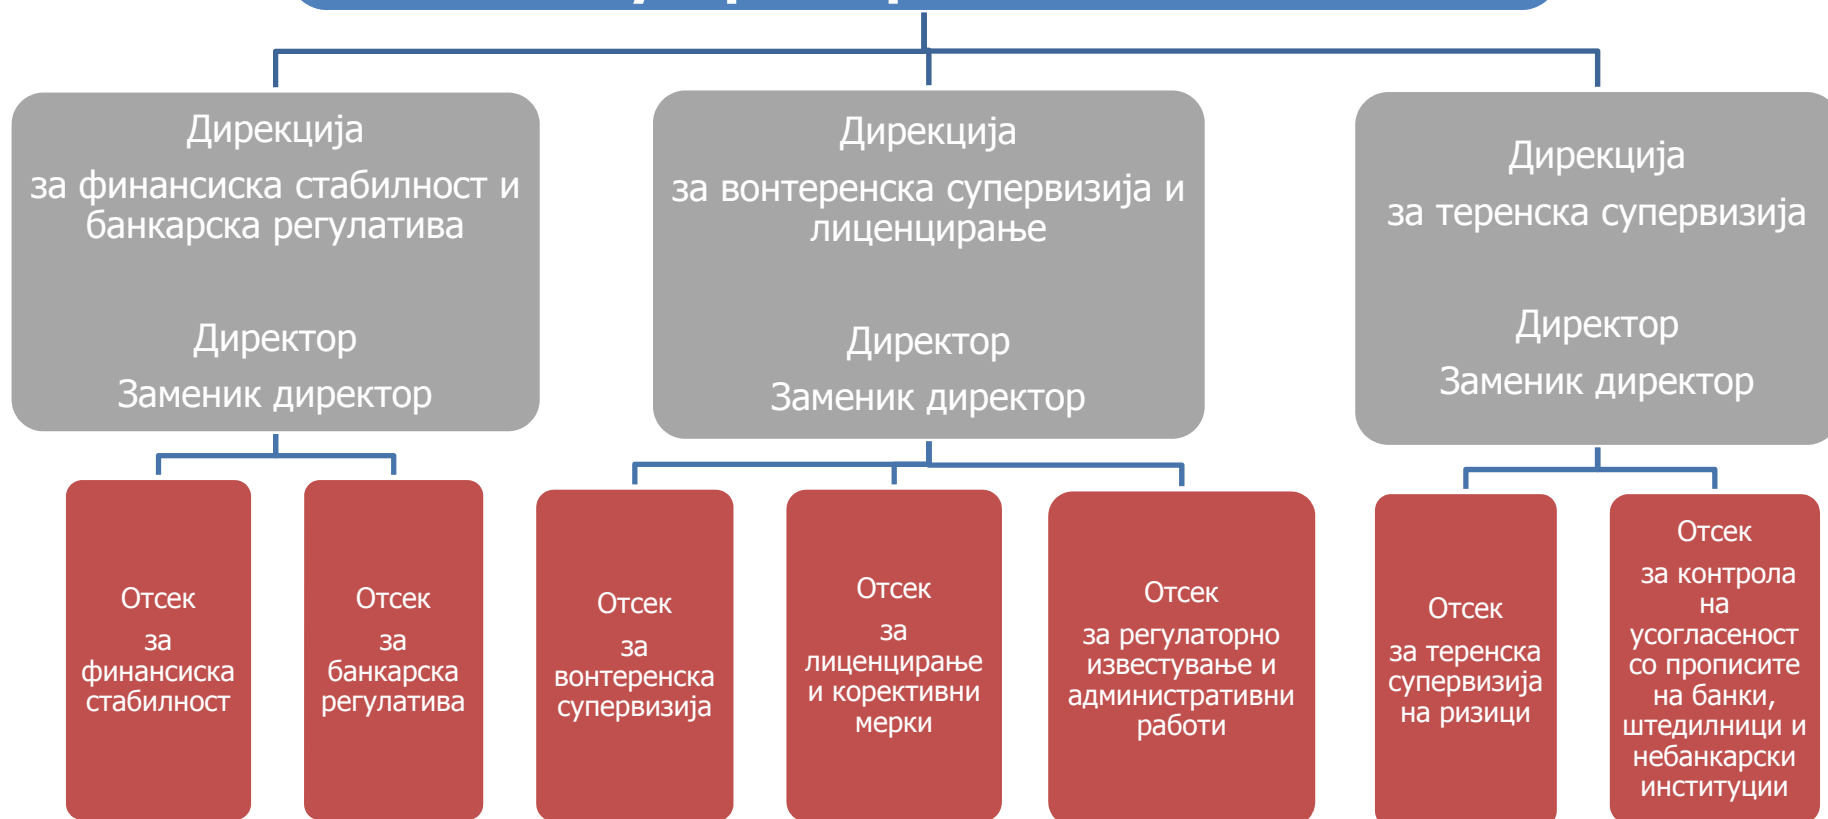 Дирекција
за финансиска стабилност и
банкарска регулатива
Директор
Заменик директор
Дирекција
за вонтеренска супервизија и
лиценцирање
Директор
Заменик директор
Дирекција
за теренска супервизија
Директор
Заменик директор
Отсек
за
финансиска
стабилност
Отсек
за
банкарска
регулатива
Отсек
за
вонтеренска
супервизија
Отсек
за
лиценцирање
и корективни
мерки
Отсек
за регулаторно
известување и
административни
работи
Отсек
за теренска
супервизија
на ризици
Отсек
за контрола
на
усогласеност
со прописите
на банки,
штедилници и
небанкарски
институции